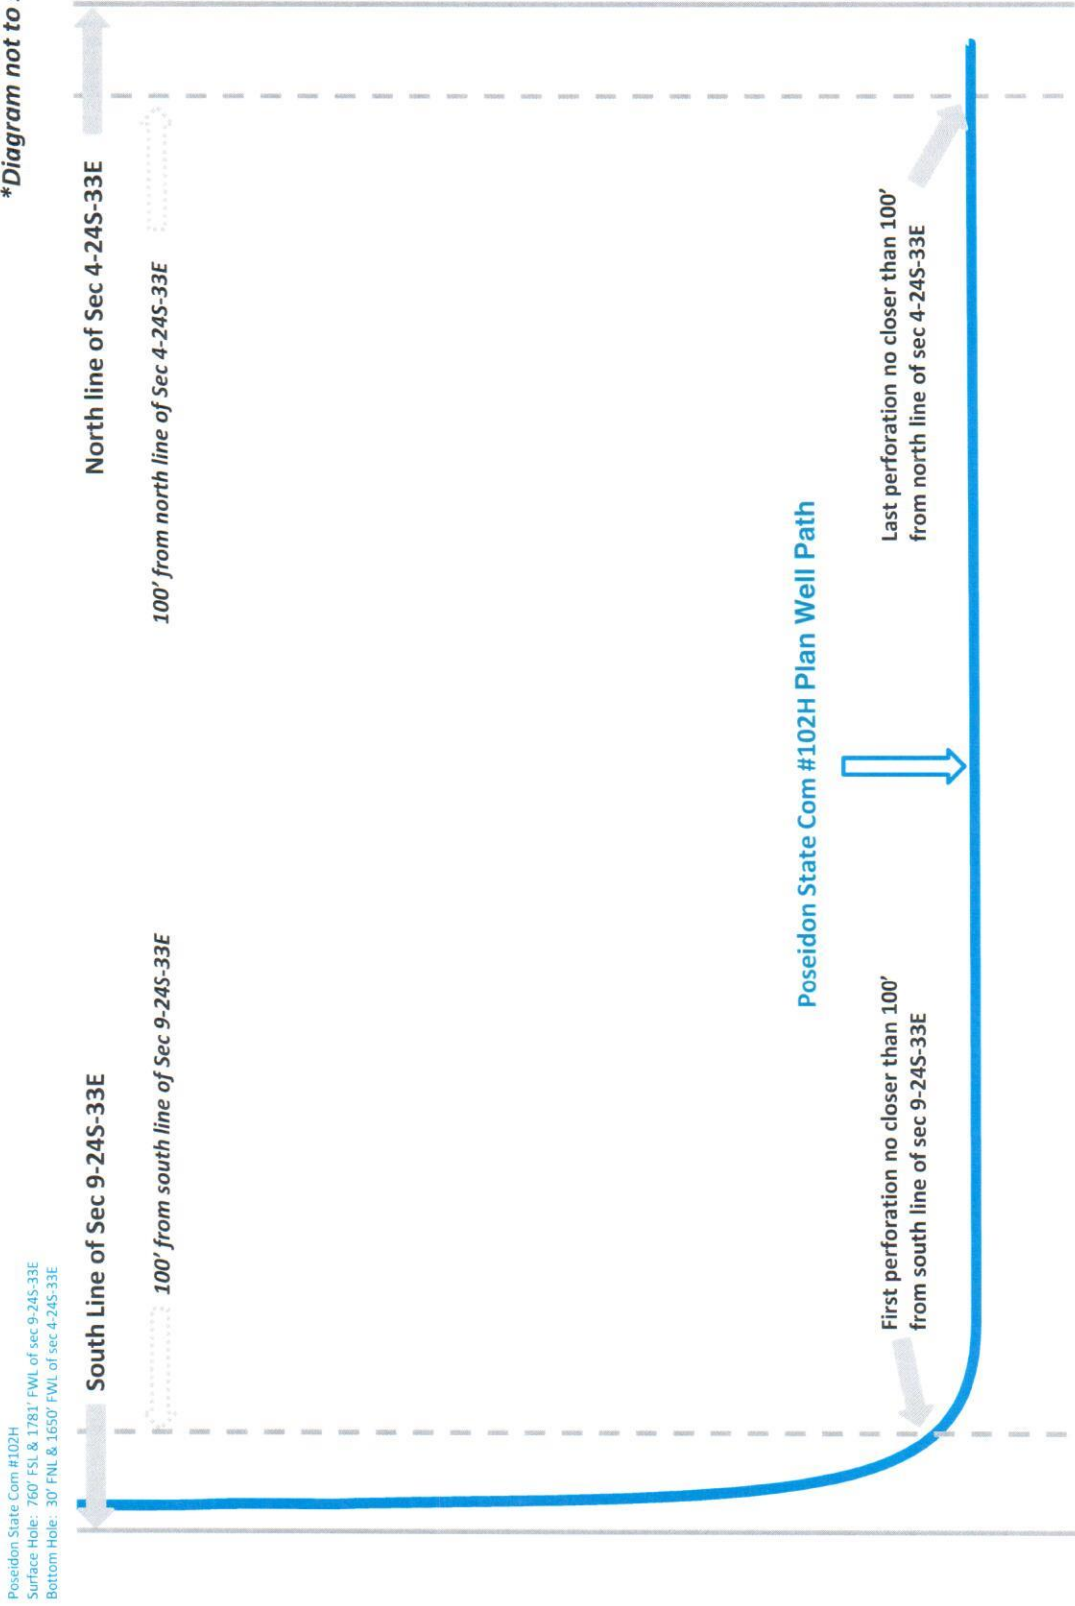 Poseidon State Com #102H
Surface Hole: 760' FSL & 1781' FWL of sec 9-24S-33E
Bottom Hole: 30' FNL & 1650' FWL of sec 4-24S-33E
*Diagram not to
South Line of Sec 9-24S-33E
North line of Sec 4-24S-33E
100' from south line of Sec 9-24S-33E
100' from north line of Sec 4-24S-33E
Poseidon State Com #102H Plan Well Path
First perforation no closer than 100'
from south line of sec 9-24S-33E
Last perforation no closer than 100'
from north line of sec 4-24S-33E